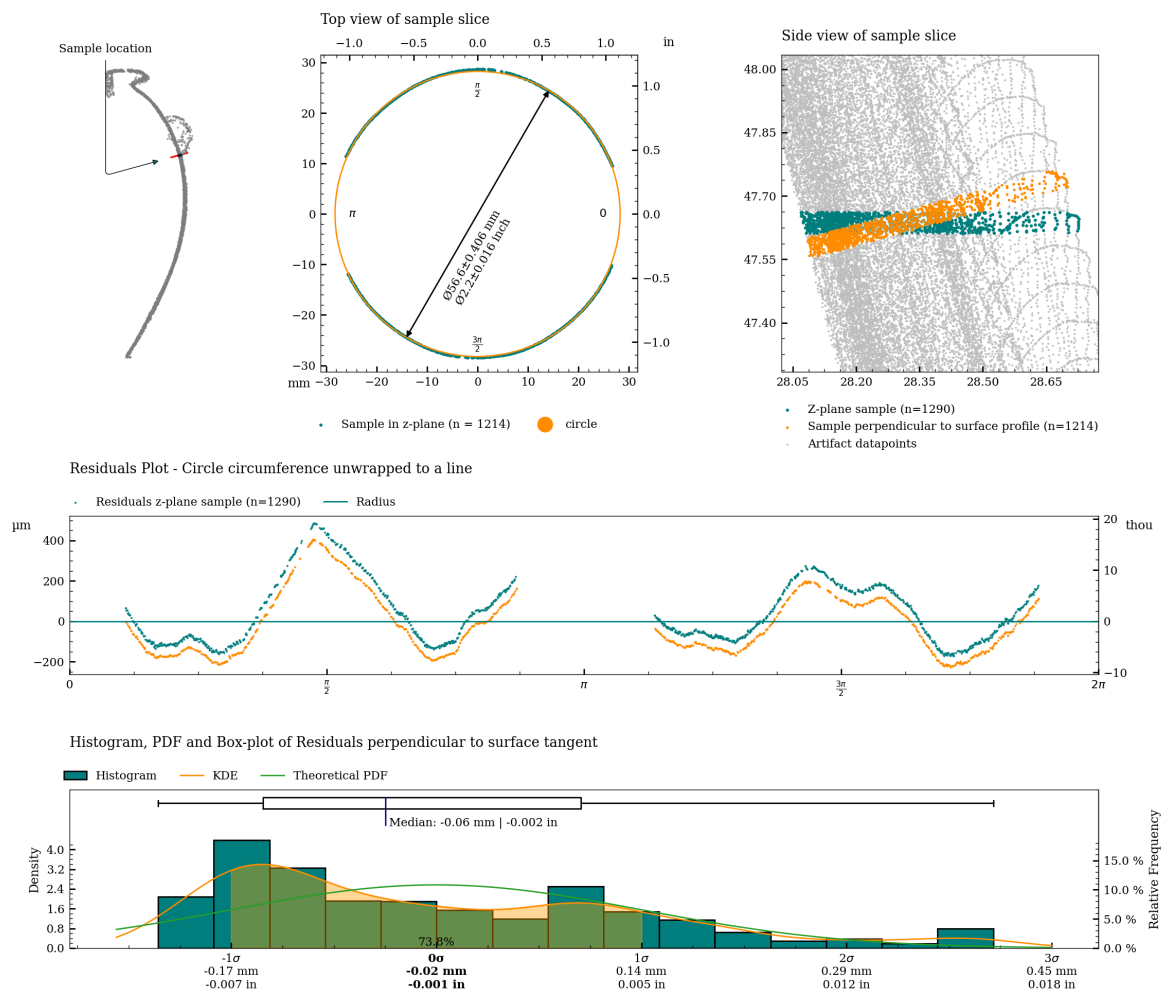 Sample location
Top view of sample slice
−1.0 −0.5 0.0 0.5 1.0 in
30
20
10
0
−10
−20
−30
1.0
0.5
0.0
−0.5
−1.0
π/2
π
0
3π/2
Ø56.6±0.406 mm
Ø2.2±0.016 inch
mm −30 −20 −10 0 10 20 30
Sample in z-plane (n = 1214) circle
Side view of sample slice
48.00
47.85
47.70
47.55
47.40
28.05 28.20 28.35 28.50 28.65
Z-plane sample (n=1290)
Sample perpendicular to surface profile (n=1214)
Artifact datapoints
Residuals Plot - Circle circumference unwrapped to a line
Residuals z-plane sample (n=1290) Radius
µm
400
200
0
−200
thou
20
10
0
−10
0 π/2 π 3π/2 2π
Histogram, PDF and Box-plot of Residuals perpendicular to surface tangent
Histogram KDE Theoretical PDF
Median: -0.06 mm | -0.002 in
Density
4.0
3.2
2.4
1.6
0.8
0.0
Relative Frequency
15.0 %
10.0 %
5.0 %
0.0 %
73.8%
-1σ 0σ 1σ 2σ 3σ
-0.17 mm -0.02 mm 0.14 mm 0.29 mm 0.45 mm
-0.007 in -0.001 in 0.005 in 0.012 in 0.018 in